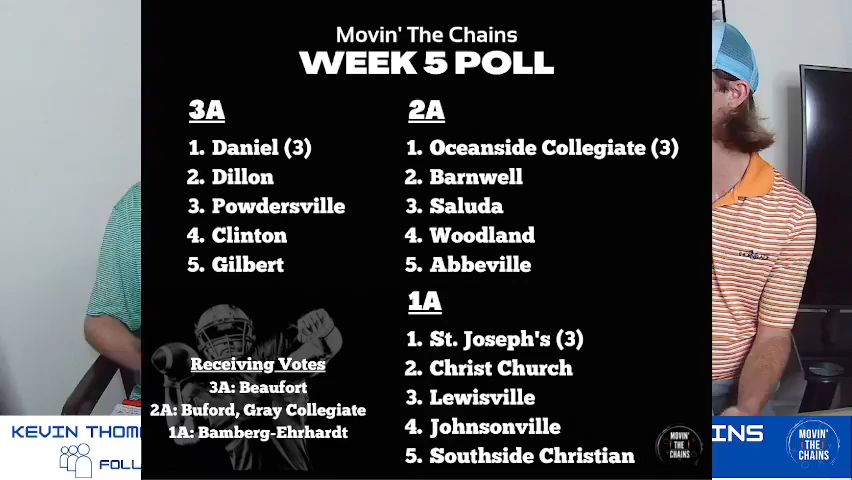 Movin' The Chains
WEEK 5 POLL
3A
1. Daniel (3)
2. Dillon
3. Powdersville
4. Clinton
5. Gilbert
2A
1. Oceanside Collegiate (3)
2. Barnwell
3. Saluda
4. Woodland
5. Abbeville
1A
1. St. Joseph's (3)
2. Christ Church
3. Lewisville
4. Johnsonville
5. Southside Christian
Receiving Votes
3A: Beaufort
2A: Buford, Gray Collegiate
1A: Bamberg-Ehrhardt
MOVIN'
THE
CHAINS
KEVIN THOM
INS
FOLL
MOVIN'
THE
CHAINS